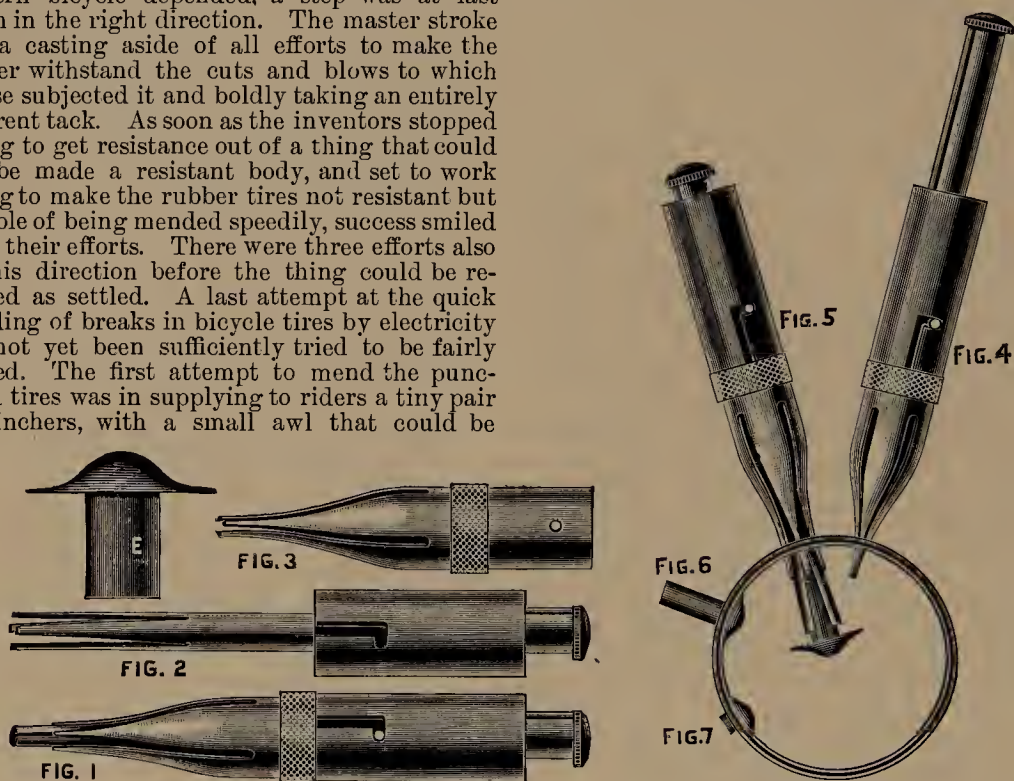 bicycle depended, a step was at last
in the right direction. The master stroke
a casting aside of all efforts to make the
er withstand the cuts and blows to which
se subjected it and boldly taking an entirely
rent tack. As soon as the inventors stopped
g to get resistance out of a thing that could
be made a resistant body, and set to work
g to make the rubber tires not resistant but
ble of being mended speedily, success smiled
their efforts. There were three efforts also
is direction before the thing could be re-
ed as settled. A last attempt at the quick
ding of breaks in bicycle tires by electricity
not yet been sufficiently tried to be fairly
ed. The first attempt to mend the punc-
tires was in supplying to riders a tiny pair
inchers, with a small awl that could be
E
FIG. 3
FIG. 2
FIG. 1
FIG. 5
FIG. 4
FIG. 6
FIG. 7